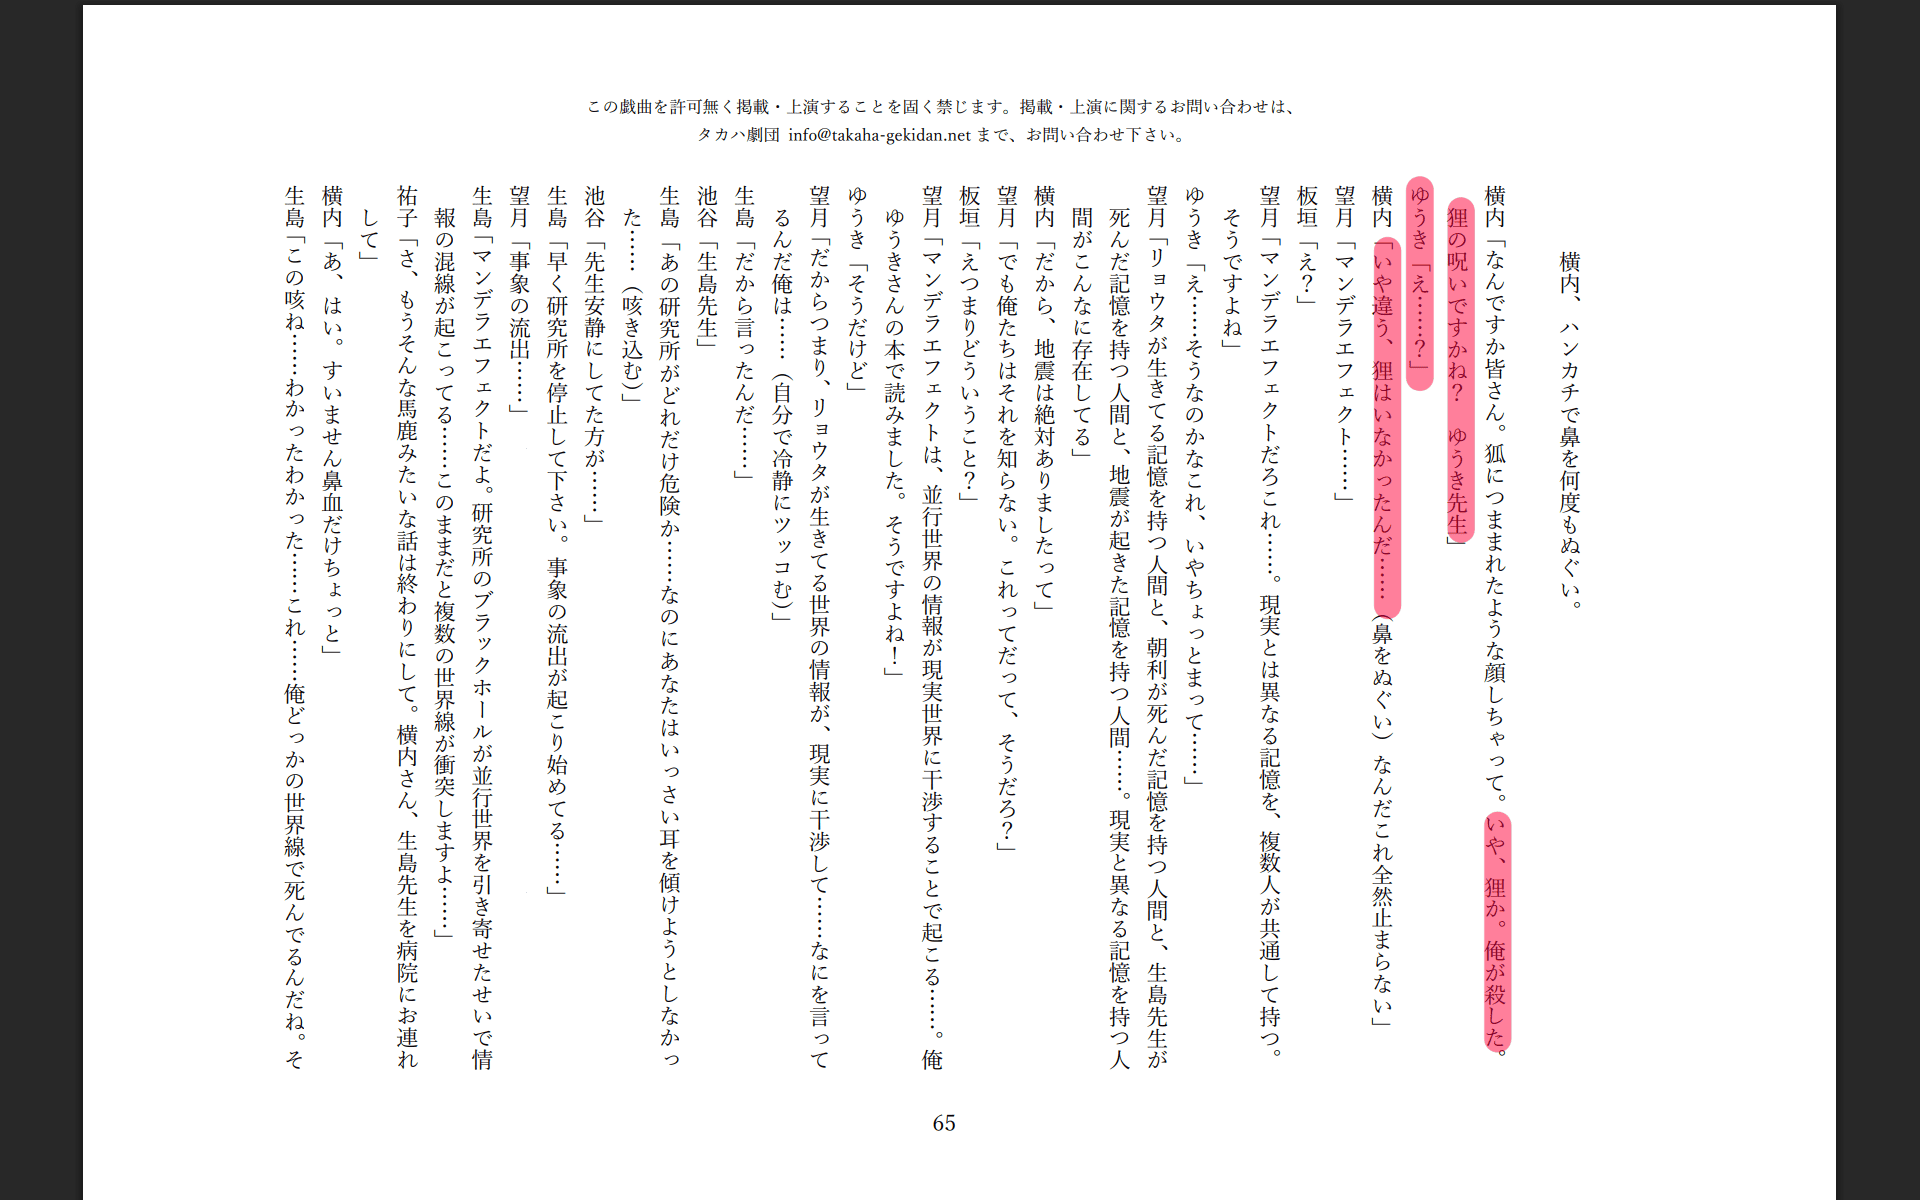 この戯曲を許可無く掲載・上演することを固く禁じます。掲載・上演に関するお問い合わせは、
タカハ劇団 info@takaha-gekidan.net まで、お問い合わせ下さい。
横内、ハンカチで鼻を何度もぬぐい。
横内「なんですか皆さん。狐につままれたような顔しちゃって。いや、狸か。俺が殺した。
狸の呪いですかね？　ゆうき先生」
ゆうき「え……？」
横内「いや違う、狸はいなかったんだ……（鼻をぬぐい）なんだこれ全然止まらない」
望月「マンデラエフェクト……」
板垣「え？」
望月「マンデラエフェクトだろこれ……。現実とは異なる記憶を、複数人が共通して持つ。
そうですよね」
ゆうき「え……そうなのかなこれ、いやちょっとまって……」
望月「リョウタが生きてる記憶を持つ人間と、朝利が死んだ記憶を持つ人間と、生島先生が
死んだ記憶を持つ人間と、地震が起きた記憶を持つ人間……。現実と異なる記憶を持つ人
間がこんなに存在してる」
横内「だから、地震は絶対ありましたって」
望月「でも俺たちはそれを知らない。これってだって、そうだろ？」
板垣「えつまりどういうこと？」
望月「マンデラエフェクトは、並行世界の情報が現実世界に干渉することで起こる……。俺
ゆうきさんの本で読みました。そうですよね！」
ゆうき「そうだけど」
望月「だからつまり、リョウタが生きてる世界の情報が、現実に干渉して……なにを言って
るんだ俺は……（自分で冷静にツッコむ）」
生島「だから言ったんだ……」
池谷「生島先生」
生島「あの研究所がどれだけ危険か……なのにあなたはいっさい耳を傾けようとしなかっ
た……（咳き込む）」
池谷「先生安静にしてた方が……」
生島「早く研究所を停止して下さい。事象の流出が起こり始めてる……」
望月「事象の流出……」
生島「マンデラエフェクトだよ。研究所のブラックホールが並行世界を引き寄せたせいで情
報の混線が起こってる……このままだと複数の世界線が衝突しますよ……」
祐子「さ、もうそんな馬鹿みたいな話は終わりにして。横内さん、生島先生を病院にお連れ
して」
横内「あ、はい。すいません鼻血だけちょっと」
生島「この咳ね……わかったわかった……これ……俺どっかの世界線で死んでるんだね。そ
65